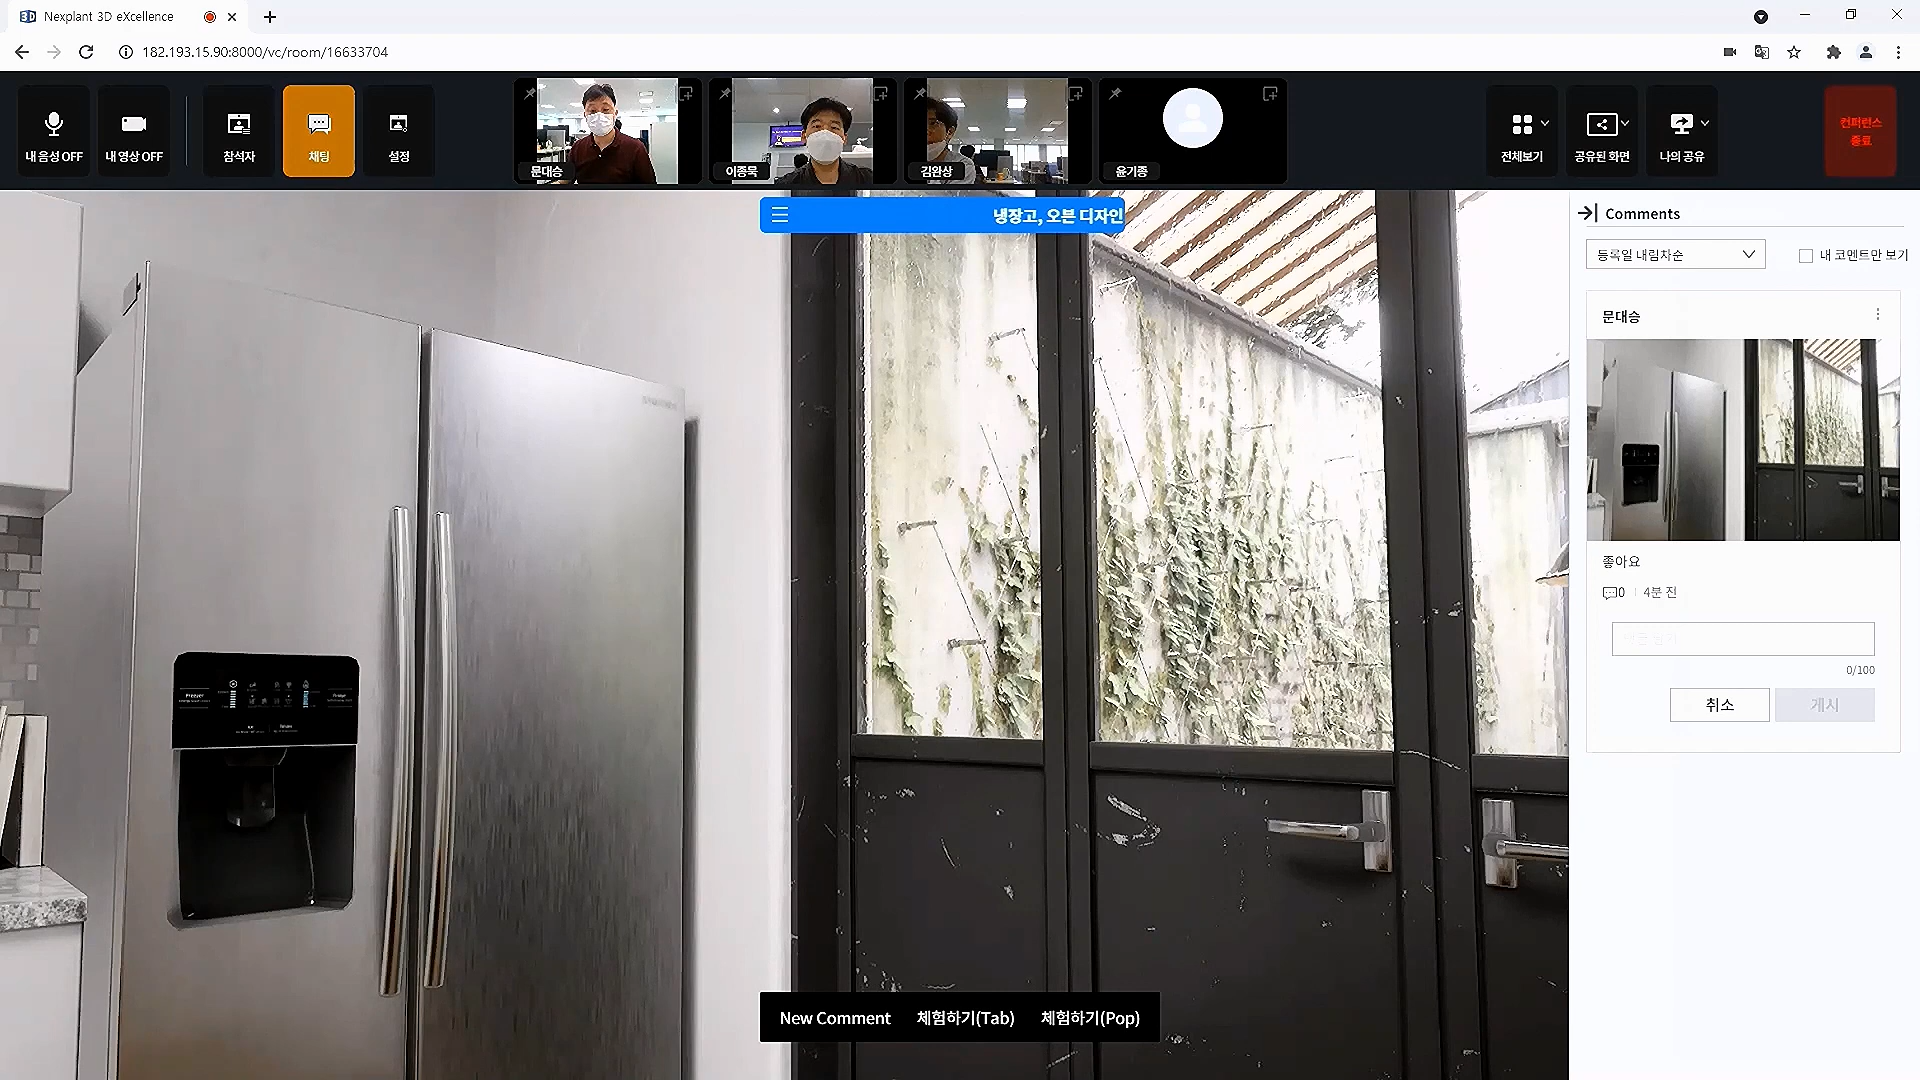 Nexplant 3D eXcellence
182.193.15.90:8000/vc/room/16633704
내 음성 OFF
내 영상 OFF
참석자
채팅
설정
문대승
이종묵
김완상
윤기종
전체보기
공유된 화면
나의 공유
컨퍼런스
종료
냉장고, 오븐 디자인
Comments
등록일 내림차순
내 코멘트만 보기
문대승
좋아요
0
4분 전
0/100
취소
게시
Freezer
Fridge
New Comment
체험하기(Tab)
체험하기(Pop)